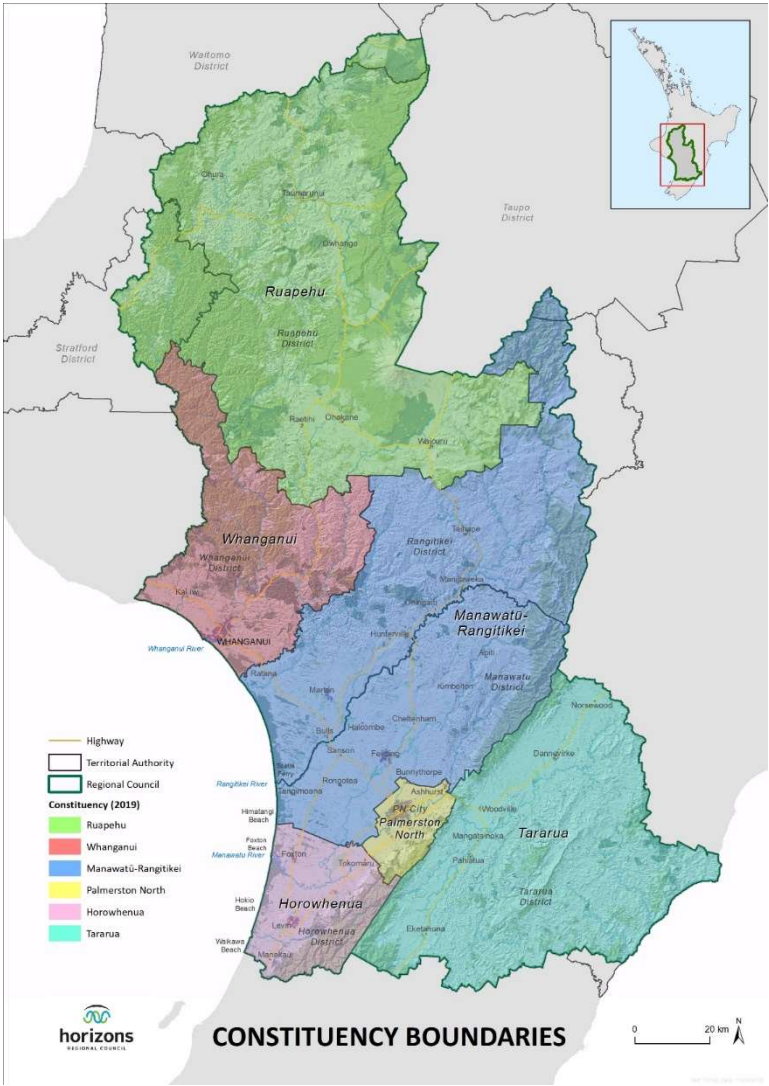 Waitomo
District
Ohura
Taumarunui
Taupo
District
Owhango
Ruapehu
Ruapehu
District
Stratford
District
Raetihi
Ohakune
Waiouru
Whanganui
Whanganui
District
Taihape
Rangitikei
District
Mangaweka
Kai Iwi
Ohingaiti
Manawatū-
Rangitikei
Hunterville
WHANGANUI
Whanganui River
Ratana
Apiti
Manawatu
District
Kimbolton
Marton
Cheltenham
Halcombe
Bulls
Norsewood
Sanson
Feilding
Dannevirke
Rongotea
Bunnythorpe
Tangimoana
Ashhurst
Rangitikei River
PN City
Palmerston
North
Woodville
Himatangi
Beach
Mangatainoka
Tararua
Foxton
Beach
Manawatu River
Foxton
Tokomaru
Pahiatua
Horowhenua
Horowhenua
District
Tararua
District
Hokio
Beach
Levin
Eketahuna
Waikawa
Beach
Manakau
Highway
Territorial Authority
Regional Council
Constituency (2019)
Ruapehu
Whanganui
Manawatū-Rangitikei
Palmerston North
Horowhenua
Tararua
horizons
REGIONAL COUNCIL
CONSTITUENCY BOUNDARIES
0 20 km
N